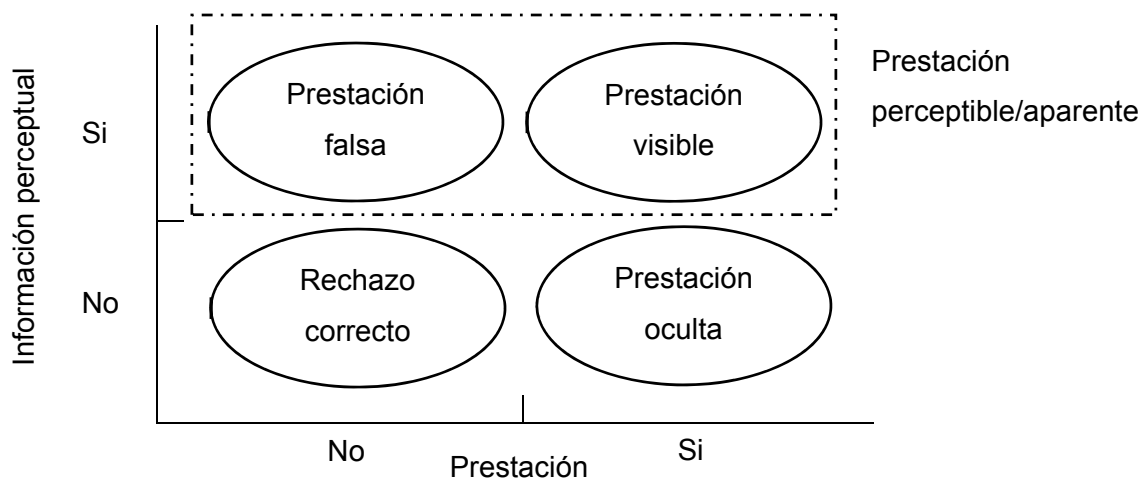 Prestación
perceptible/aparente
Información perceptual
Si
Prestación
falsa
Prestación
visible
No
Rechazo
correcto
Prestación
oculta
No
Si
Prestación